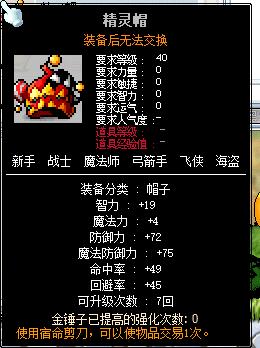 精灵帽
装备后无法交换
要求等级： 40
要求力量： 0
要求敏捷： 0
要求智力： 0
要求运气： 0
要求人气度： -
道具等级： -
道具经验值： -
新手 战士 魔法师 弓箭手 飞侠 海盗
装备分类 : 帽子
智力 : +19
魔法力 : +4
防御力 : +72
魔法防御力 : +75
命中率 : +49
回避率 : +45
可升级次数 : 7回
金锤子已提高的强化次数: 0
使用宿命剪刀，可以使物品交易1次。